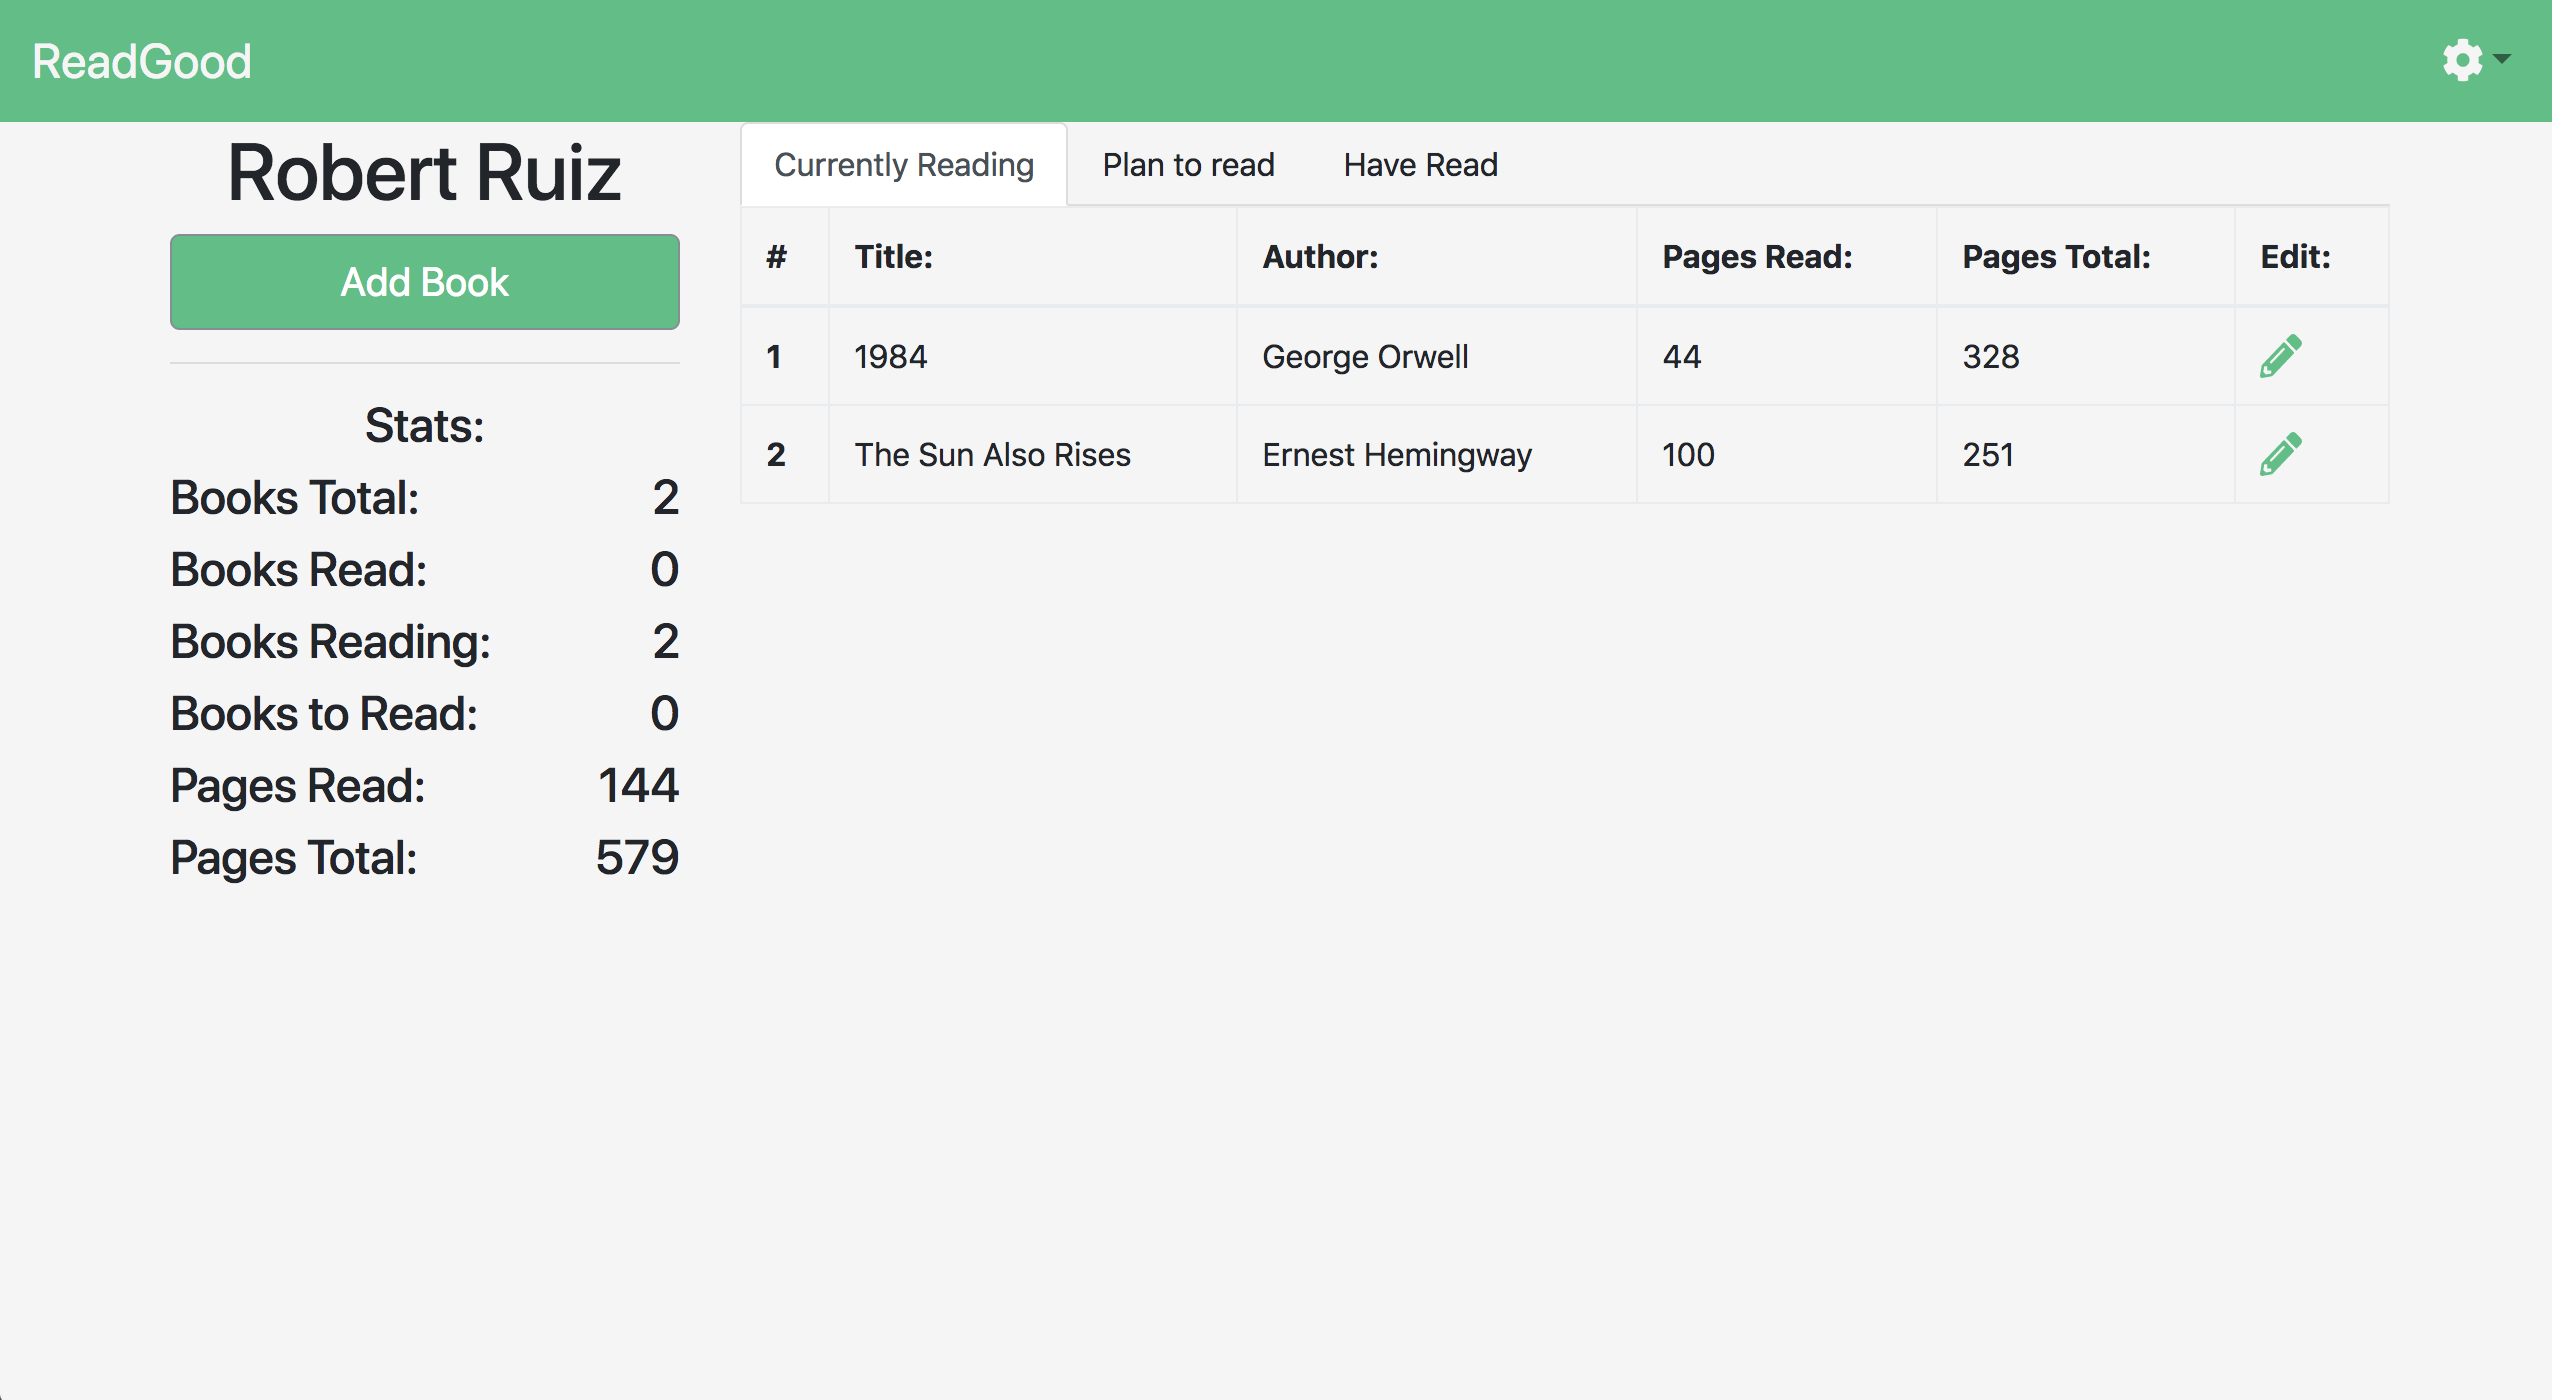 ReadGood
Robert Ruiz
Add Book
Stats:
Books Total: 2
Books Read: 0
Books Reading: 2
Books to Read: 0
Pages Read: 144
Pages Total: 579
Currently Reading Plan to read Have Read
# Title: Author: Pages Read: Pages Total: Edit:
1 1984 George Orwell 44 328
2 The Sun Also Rises Ernest Hemingway 100 251